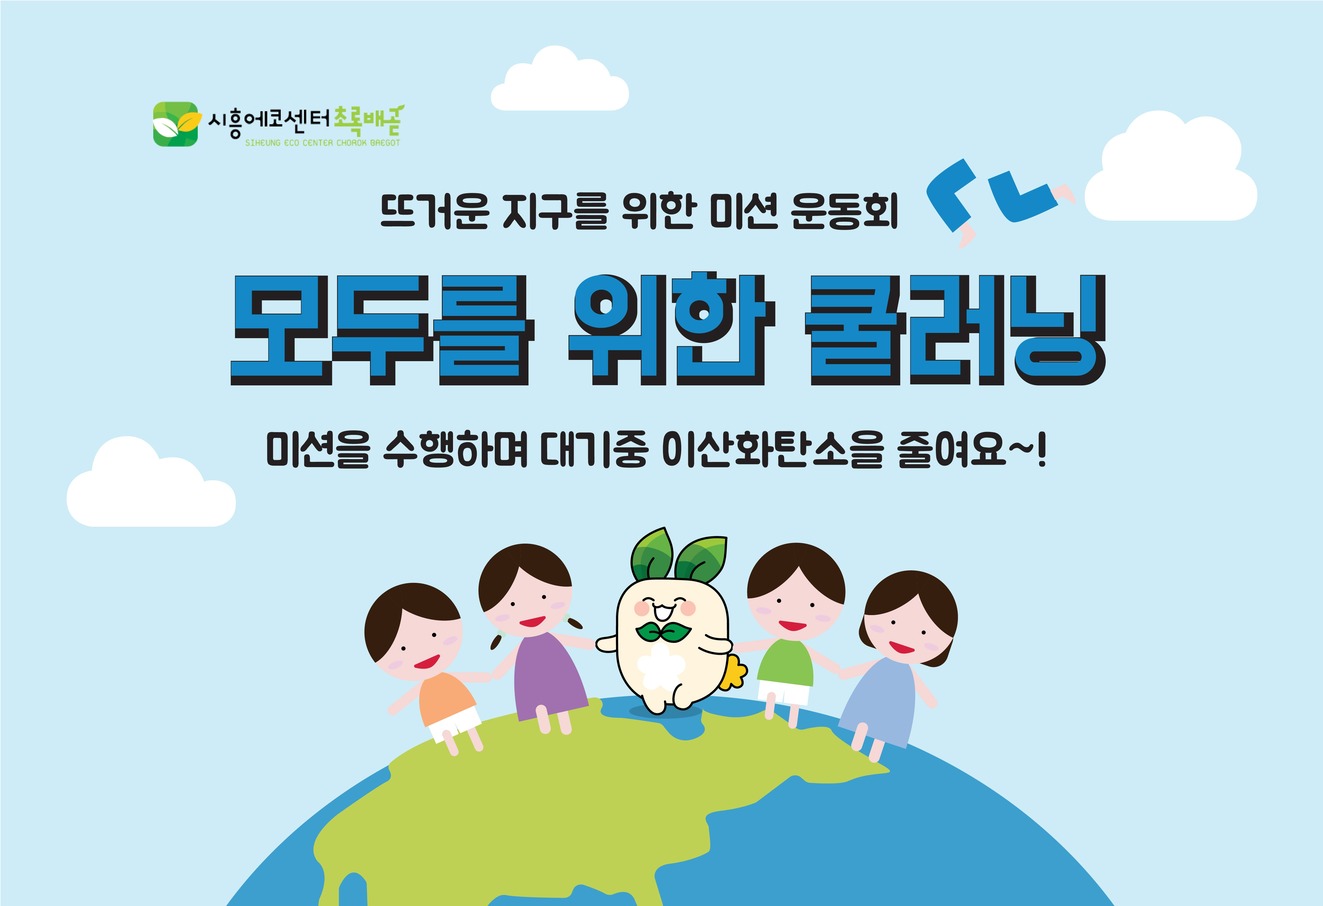 시흥에코센터 초록배곧
SIHEUNG ECO CENTER CHOROK BAEGOT
뜨거운 지구를 위한 미션 운동회
모두를 위한 쿨러닝
미션을 수행하며 대기중 이산화탄소을 줄여요~!